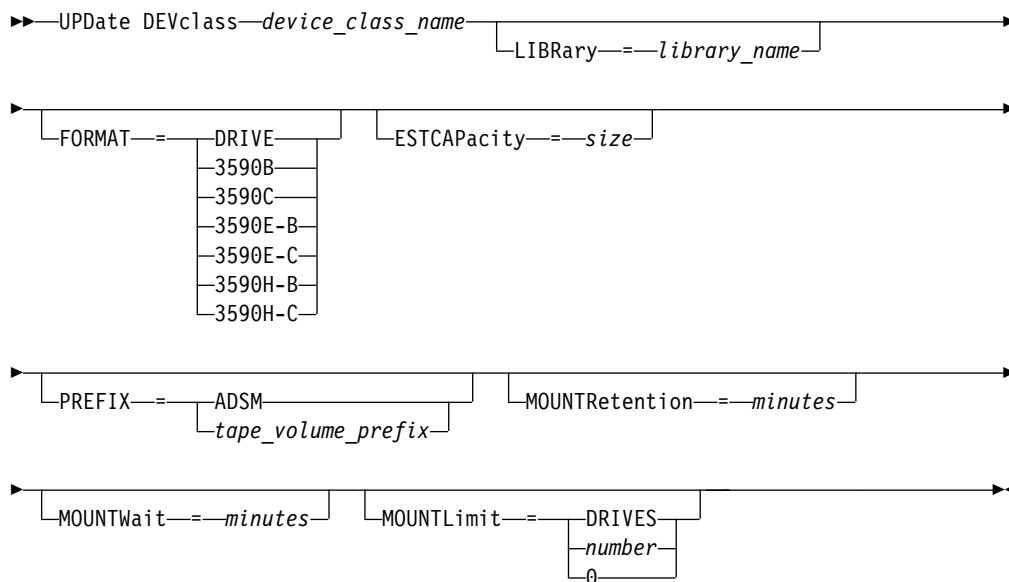 UPDate DEVclass device_class_name
LIBRary = library_name
FORMAT = DRIVE
3590B
3590C
3590E-B
3590E-C
3590H-B
3590H-C
ESTCAPacity = size
PREFIX = ADSM
tape_volume_prefix
MOUNTRetention = minutes
MOUNTWait = minutes
MOUNTLimit = DRIVES
number
0